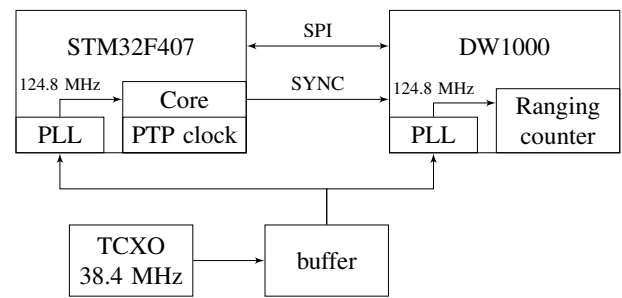 STM32F407
SPI
DW1000
124.8 MHz
Core
SYNC
124.8 MHz
Ranging
counter
PLL
PTP clock
PLL
TCXO
38.4 MHz
buffer